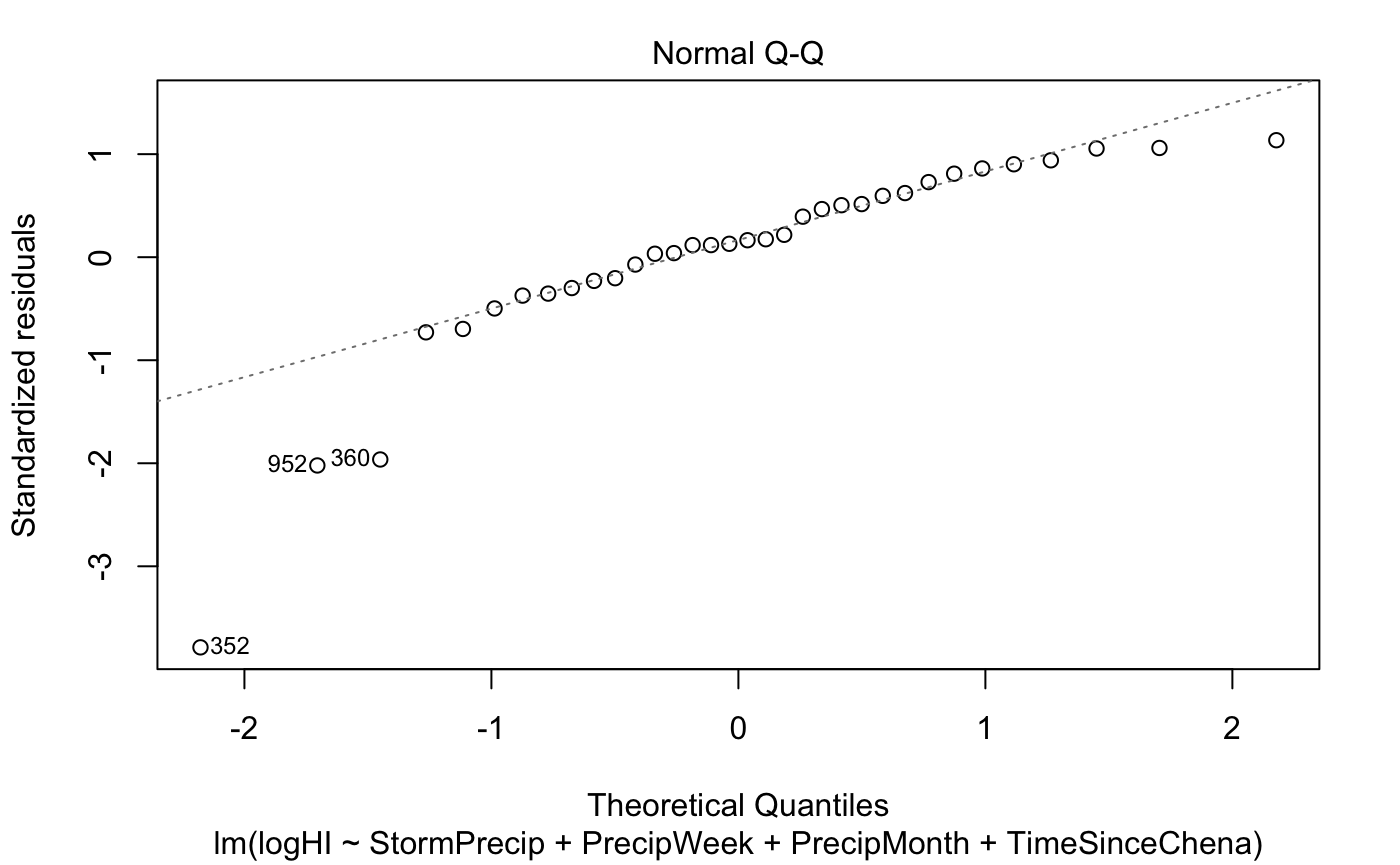 Normal Q-Q
Standardized residuals
1
0
-1
-2
-3
952 360
352
-2 -1 0 1 2
Theoretical Quantiles
lm(logHI ~ StormPrecip + PrecipWeek + PrecipMonth + TimeSinceChena)